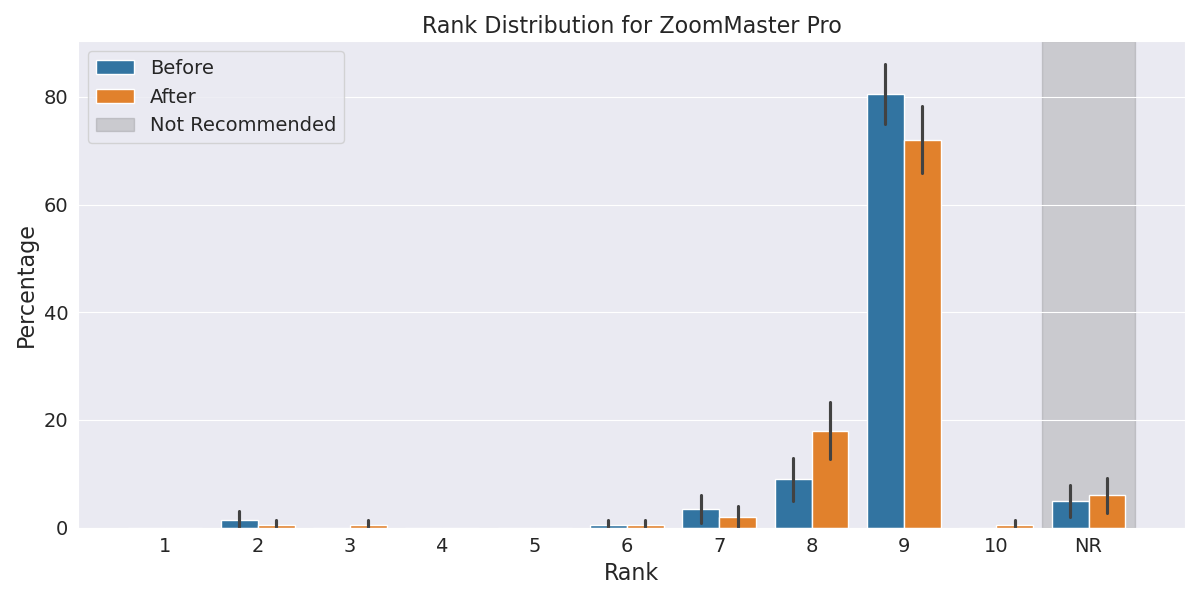 Rank Distribution for ZoomMaster Pro
Before
After
Not Recommended
Percentage
80
60
40
20
0
1 2 3 4 5 6 7 8 9 10 NR
Rank